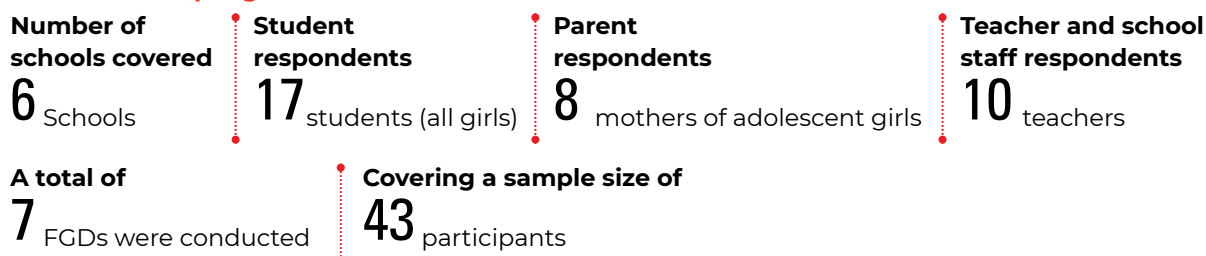 Number of
schools covered
6 Schools
Student
respondents
17 students (all girls)
Parent
respondents
8 mothers of adolescent girls
Teacher and school
staff respondents
10 teachers
A total of
7 FGDs were conducted
Covering a sample size of
43 participants